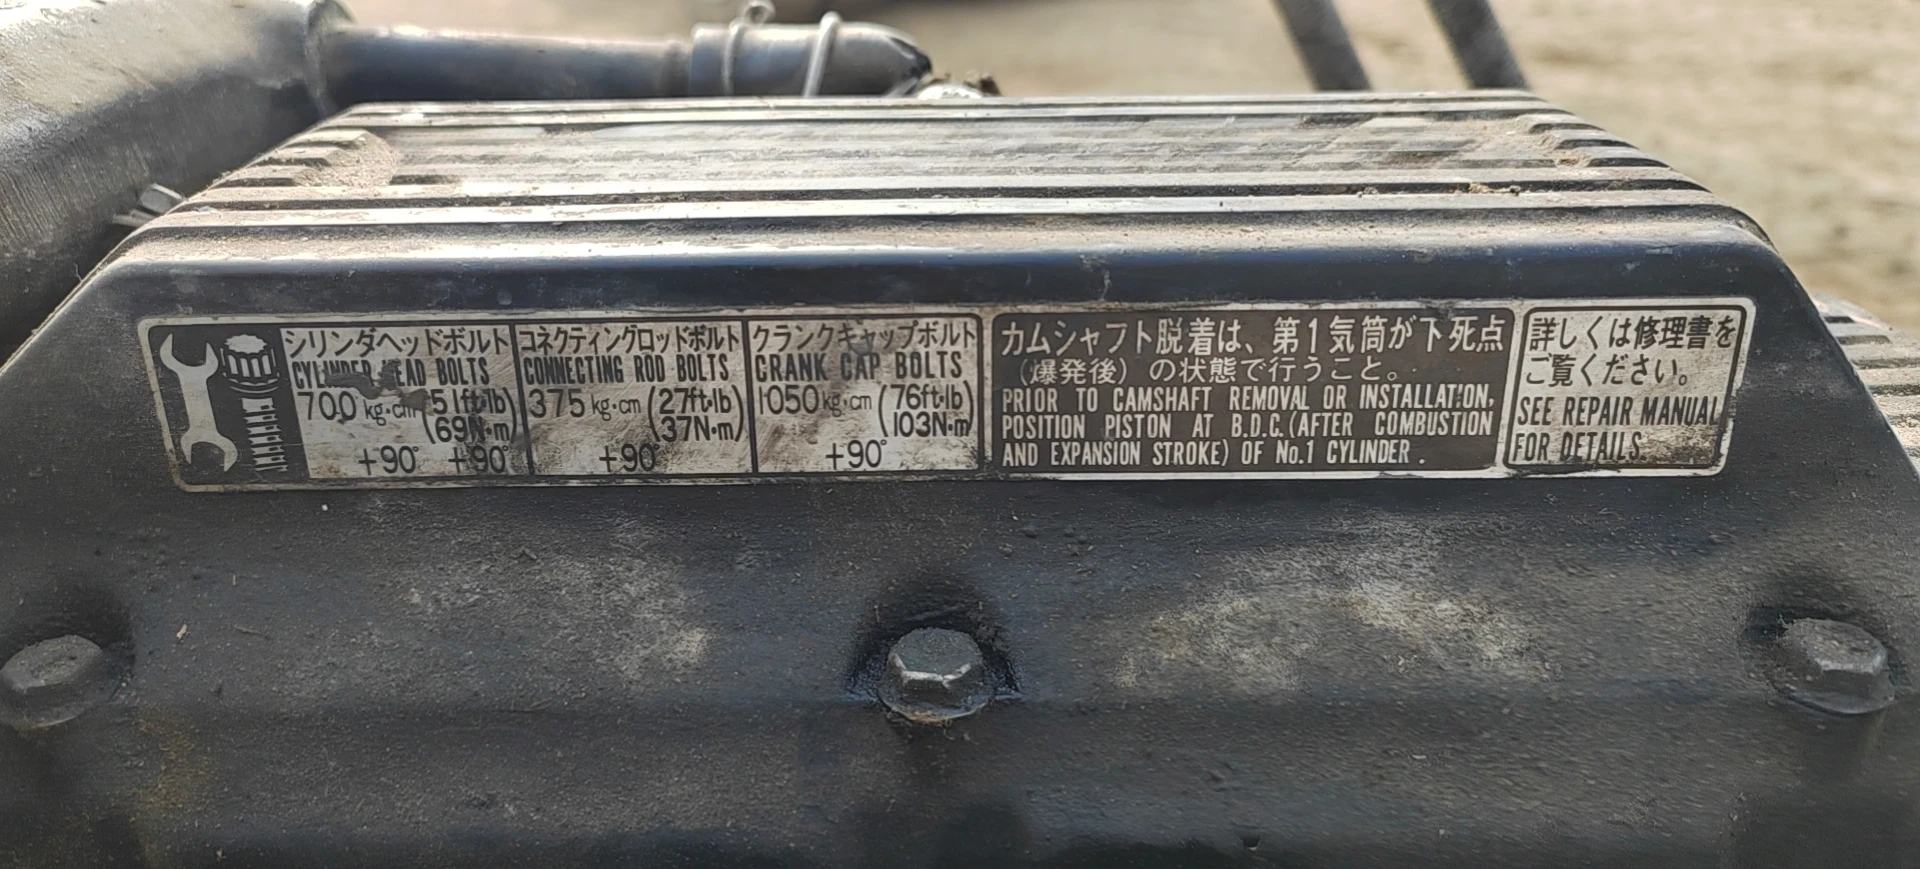 シリンダヘッドボルト
CYLINDER HEAD BOLTS
700 kg·cm (51ft·lb)
(69N·m)
+90° +90°
コネクティングロッドボルト
CONNECTING ROD BOLTS
375 kg·cm (27ft·lb)
(37N·m)
+90°
クランクキャップボルト
CRANK CAP BOLTS
1050 kg·cm (76ft·lb)
(103N·m)
+90°
カムシャフト脱着は、第1気筒が下死点
(爆発後)の状態で行うこと。
PRIOR TO CAMSHAFT REMOVAL OR INSTALLATION,
POSITION PISTON AT B.D.C.(AFTER COMBUSTION
AND EXPANSION STROKE) OF No.1 CYLINDER.
詳しくは修理書を
ご覧ください。
SEE REPAIR MANUAL
FOR DETAILS.